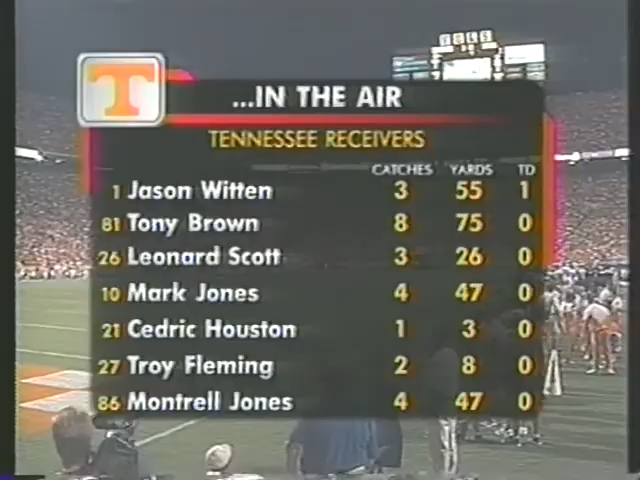 T
VOLS
...IN THE AIR
TENNESSEE RECEIVERS
CATCHES YARDS TD
1 Jason Witten 3 55 1
81 Tony Brown 8 75 0
26 Leonard Scott 3 26 0
10 Mark Jones 4 47 0
21 Cedric Houston 1 3 0
27 Troy Fleming 2 8 0
86 Montrell Jones 4 47 0